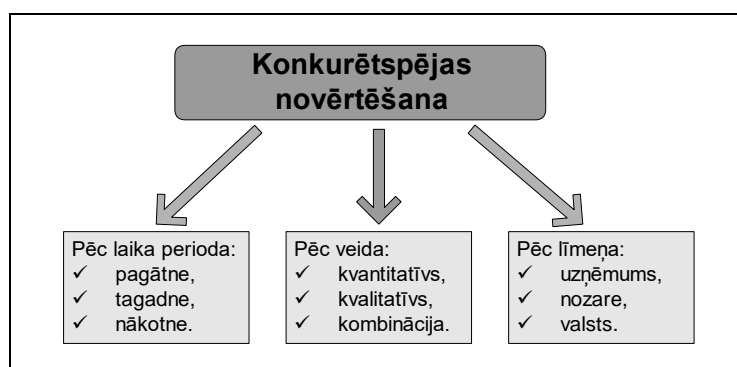 Konkurētspējas
novērtēšana
Pēc laika perioda:
✓ pagātne,
✓ tagadne,
✓ nākotne.
Pēc veida:
✓ kvantitatīvs,
✓ kvalitatīvs,
✓ kombinācija.
Pēc līmeņa:
✓ uzņēmums,
✓ nozare,
✓ valsts.